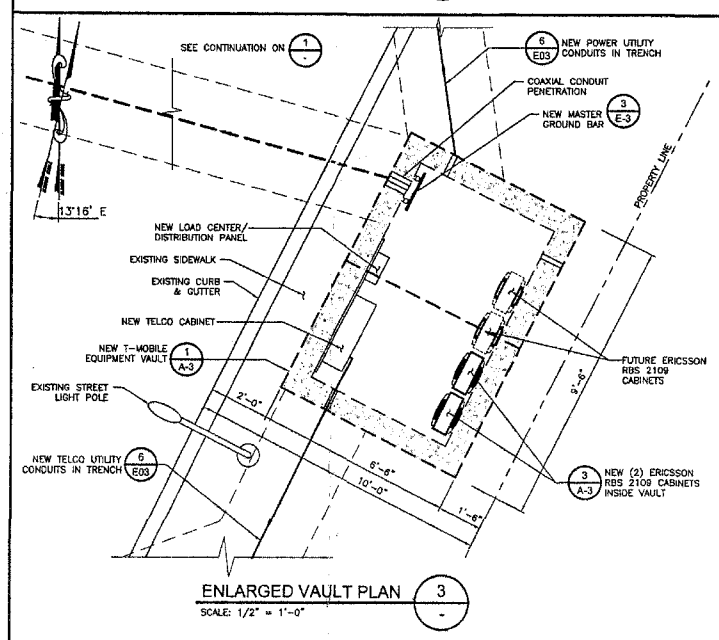 SEE CONTINUATION ON
1
-
6
E03
NEW POWER UTILITY
CONDUITS IN TRENCH
COAXIAL CONDUIT
PENETRATION
NEW MASTER
GROUND BAR
3
E-3
PROPERTY LINE
13°16' E
NEW LOAD CENTER/
DISTRIBUTION PANEL
EXISTING SIDEWALK
EXISTING CURB
& GUTTER
NEW TELCO CABINET
NEW T-MOBILE
EQUIPMENT VAULT
1
A-3
EXISTING STREET
LIGHT POLE
NEW TELCO UTILITY
CONDUITS IN TRENCH
6
E03
2'-0"
6'-6"
10'-0"
1'-6"
9'-6"
FUTURE ERICSSON
RBS 2109
CABINETS
3
A-3
NEW (2) ERICSSON
RBS 2109 CABINETS
INSIDE VAULT
ENLARGED VAULT PLAN
3
-
SCALE: 1/2" = 1'-0"